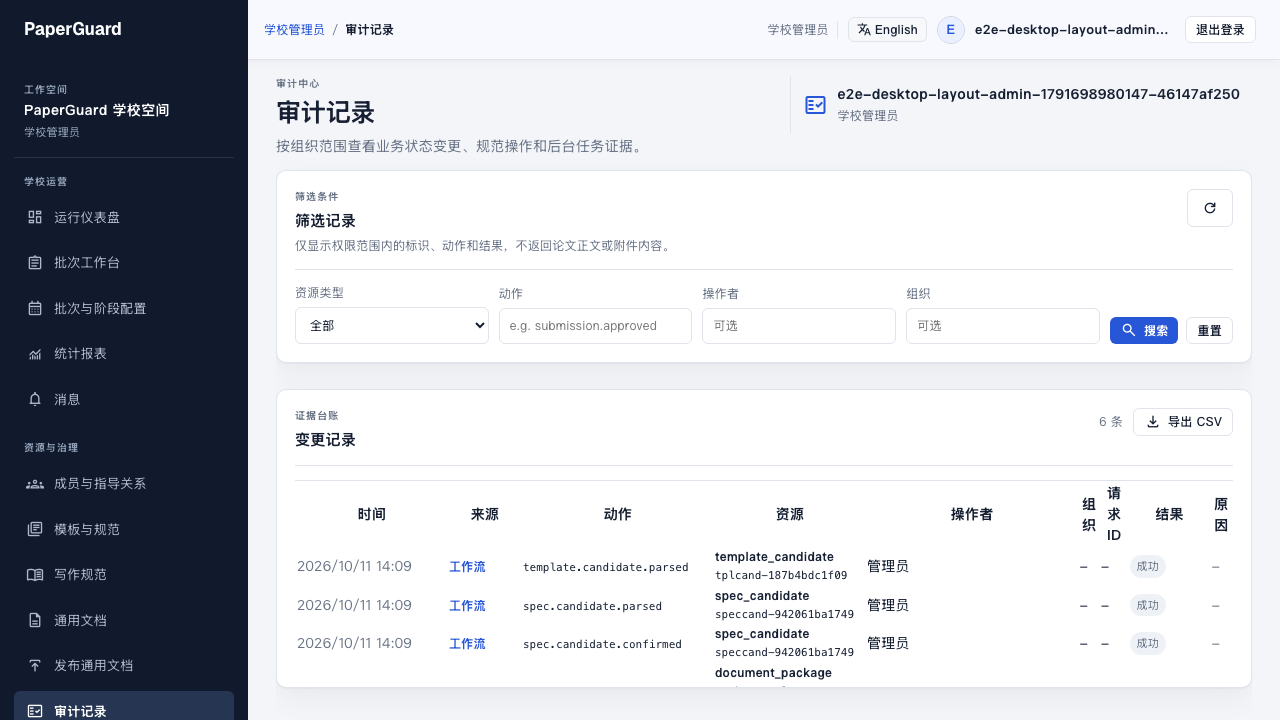 PaperGuard
工作空间
PaperGuard 学校空间
学校管理员
学校运营
运行仪表盘
批次工作台
批次与阶段配置
统计报表
消息
资源与治理
成员与指导关系
模板与规范
写作规范
通用文档
发布通用文档
审计记录
学校管理员 / 审计记录
学校管理员
English
E
e2e-desktop-layout-admin...
退出登录
审计中心
审计记录
按组织范围查看业务状态变更、规范操作和后台任务证据。
e2e-desktop-layout-admin-1791698980147-46147af250
学校管理员
筛选条件
筛选记录
仅显示权限范围内的标识、动作和结果，不返回论文正文或附件内容。
资源类型 动作 操作者 组织
全部 e.g. submission.approved 可选 可选 搜索 重置
证据台账
变更记录
6 条 导出 CSV
时间 来源 动作 资源 操作者 组织 请求ID 结果 原因
2026/10/11 14:09 工作流 template.candidate.parsed template_candidate tplcand-187b4bdc1f09 管理员 – – 成功 –
2026/10/11 14:09 工作流 spec.candidate.parsed spec_candidate speccand-942061ba1749 管理员 – – 成功 –
2026/10/11 14:09 工作流 spec.candidate.confirmed spec_candidate speccand-942061ba1749 管理员 – – 成功 –
document_package